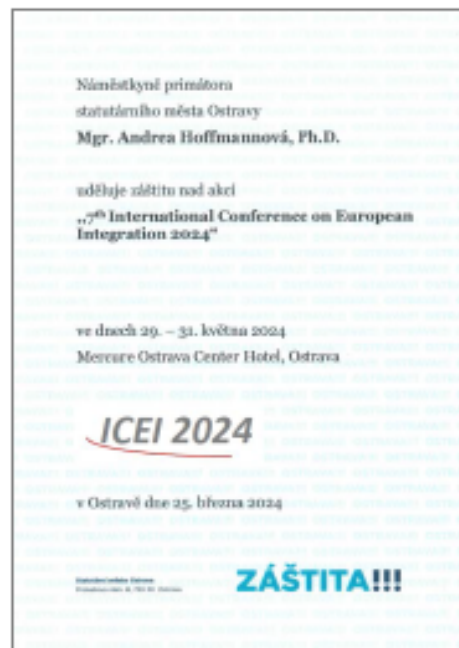 Náměstkyně primátora
statutárního města Ostravy
Mgr. Andrea Hoffmannová, Ph.D.
uděluje záštitu nad akcí
„7th International Conference on European
Integration 2024“
ve dnech 29. – 31. května 2024
Mercure Ostrava Center Hotel, Ostrava
ICEI 2024
v Ostravě dne 25. března 2024
ZÁŠTITA!!!